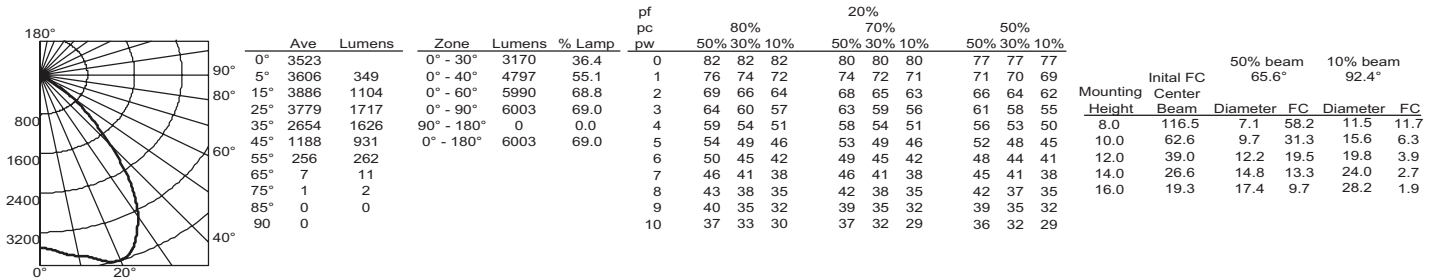 180°
90°
80°
800
1600
60°
2400
3200
40°
0°
20°
Ave Lumens
0° 3523
5° 3606 349
15° 3886 1104
25° 3779 1717
35° 2654 1626
45° 1188 931
55° 256 262
65° 7 11
75° 1 2
85° 0 0
90 0
Zone Lumens % Lamp
0° - 30° 3170 36.4
0° - 40° 4797 55.1
0° - 60° 5990 68.8
0° - 90° 6003 69.0
90° - 180° 0 0.0
0° - 180° 6003 69.0
pf 20%
pc 80% 70% 50%
pw 50% 30% 10% 50% 30% 10% 50% 30% 10%
0 82 82 82 80 80 80 77 77 77
1 76 74 72 74 72 71 71 70 69
2 69 66 64 68 65 63 66 64 62
3 64 60 57 63 59 56 61 58 55
4 59 54 51 58 54 51 56 53 50
5 54 49 46 53 49 46 52 48 45
6 50 45 42 49 45 42 48 44 41
7 46 41 38 46 41 38 45 41 38
8 43 38 35 42 38 35 42 37 35
9 40 35 32 39 35 32 39 35 32
10 37 33 30 37 32 29 36 32 29
50% beam 10% beam
Inital FC 65.6° 92.4°
Mounting Center
Height Beam Diameter FC Diameter FC
8.0 116.5 7.1 58.2 11.5 11.7
10.0 62.6 9.7 31.3 15.6 6.3
12.0 39.0 12.2 19.5 19.8 3.9
14.0 26.6 14.8 13.3 24.0 2.7
16.0 19.3 17.4 9.7 28.2 1.9